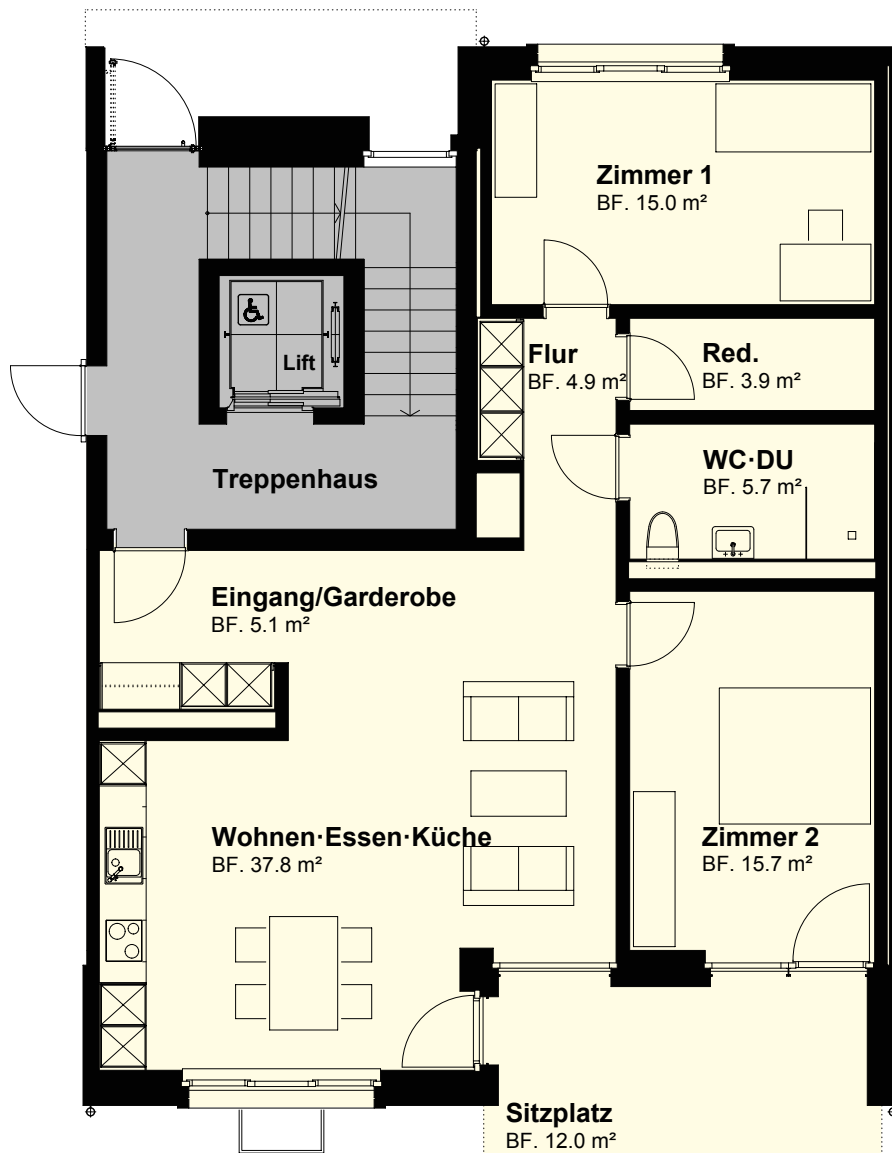 Zimmer 1
BF. 15.0 m²
Flur
BF. 4.9 m²
Red.
BF. 3.9 m²
Lift
WC·DU
BF. 5.7 m²
Treppenhaus
Eingang/Garderobe
BF. 5.1 m²
Wohnen·Essen·Küche
BF. 37.8 m²
Zimmer 2
BF. 15.7 m²
Sitzplatz
BF. 12.0 m²